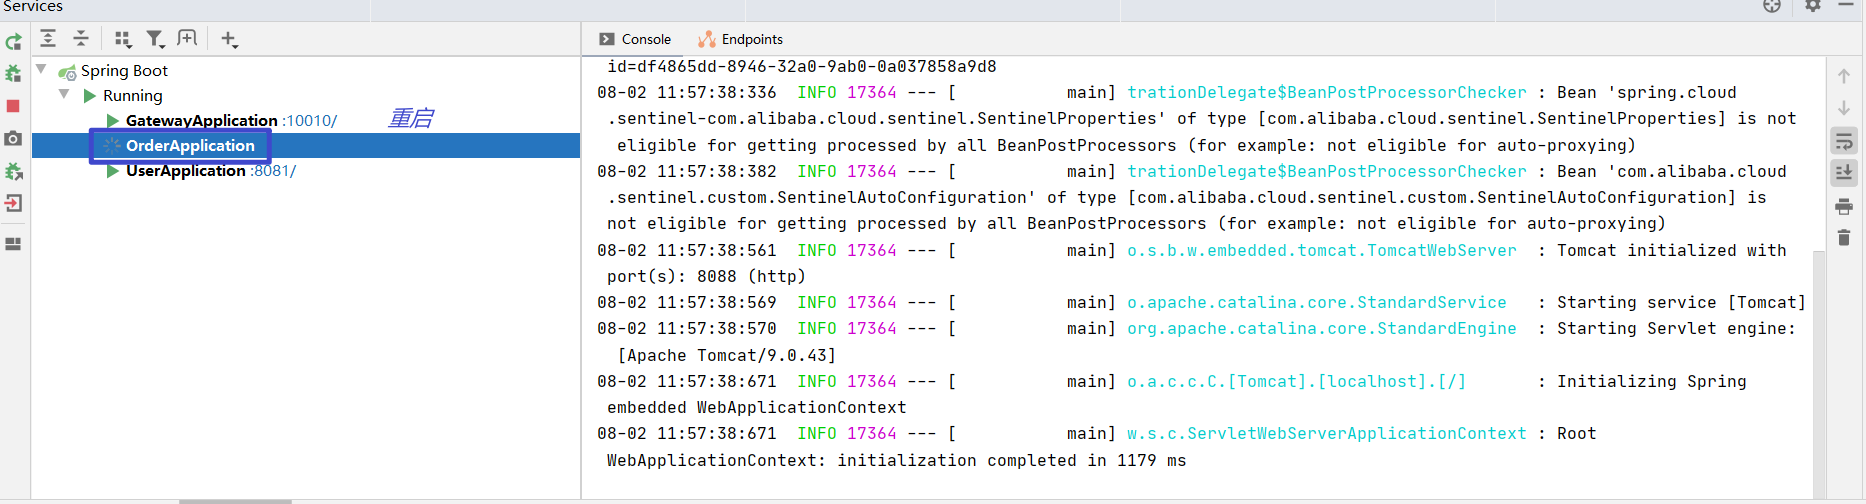 Services
Console
Endpoints
Spring Boot
Running
GatewayApplication :10010/
重启
OrderApplication
UserApplication :8081/
id=df4865dd-8946-32a0-9ab0-0a037858a9d8
08-02 11:57:38:336  INFO 17364 --- [           main] trationDelegate$BeanPostProcessorChecker : Bean 'spring.cloud
.sentinel-com.alibaba.cloud.sentinel.SentinelProperties' of type [com.alibaba.cloud.sentinel.SentinelProperties] is not
eligible for getting processed by all BeanPostProcessors (for example: not eligible for auto-proxying)
08-02 11:57:38:382  INFO 17364 --- [           main] trationDelegate$BeanPostProcessorChecker : Bean 'com.alibaba.cloud
.sentinel.custom.SentinelAutoConfiguration' of type [com.alibaba.cloud.sentinel.custom.SentinelAutoConfiguration] is
not eligible for getting processed by all BeanPostProcessors (for example: not eligible for auto-proxying)
08-02 11:57:38:561  INFO 17364 --- [           main] o.s.b.w.embedded.tomcat.TomcatWebServer  : Tomcat initialized with
port(s): 8088 (http)
08-02 11:57:38:569  INFO 17364 --- [           main] o.apache.catalina.core.StandardService   : Starting service [Tomcat]
08-02 11:57:38:570  INFO 17364 --- [           main] org.apache.catalina.core.StandardEngine  : Starting Servlet engine:
[Apache Tomcat/9.0.43]
08-02 11:57:38:671  INFO 17364 --- [           main] o.a.c.c.C.[Tomcat].[localhost].[/]       : Initializing Spring
embedded WebApplicationContext
08-02 11:57:38:671  INFO 17364 --- [           main] w.s.c.ServletWebServerApplicationContext : Root
WebApplicationContext: initialization completed in 1179 ms